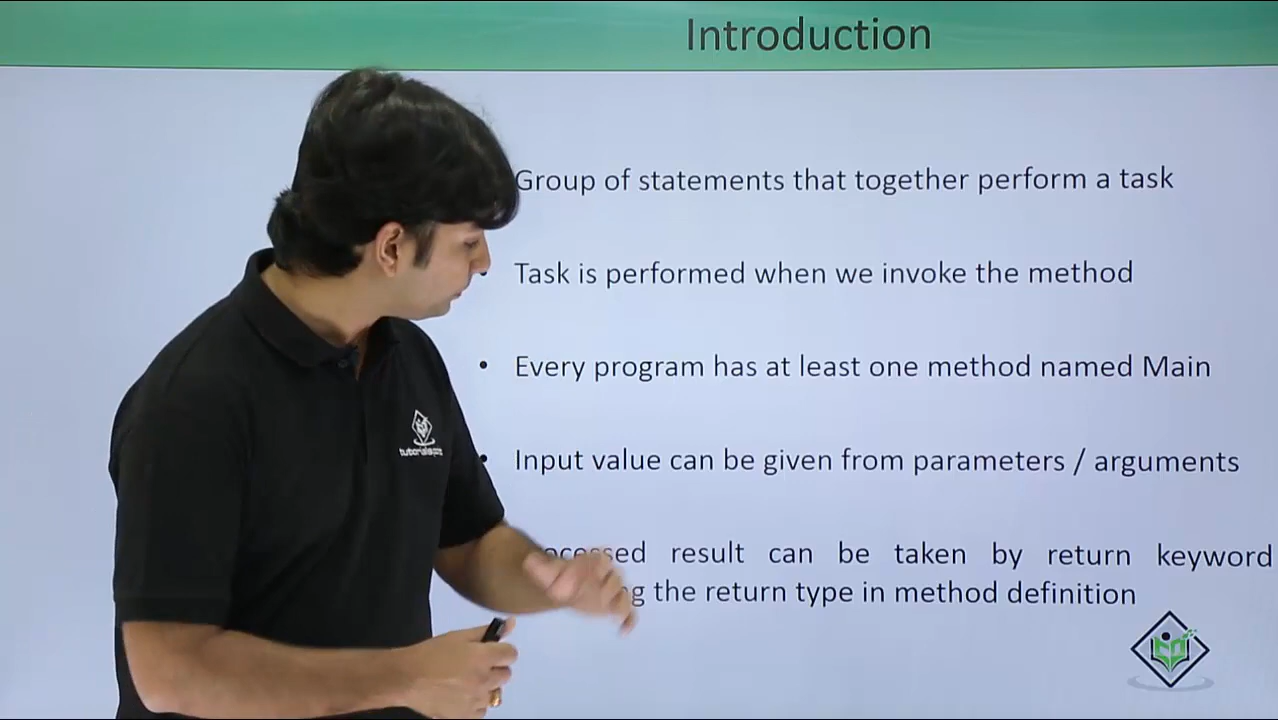 Introduction
Group of statements that together perform a task
• Task is performed when we invoke the method
• Every program has at least one method named Main
• Input value can be given from parameters / arguments
result can be taken by return keyword
the return type in method definition
tutorialspoint